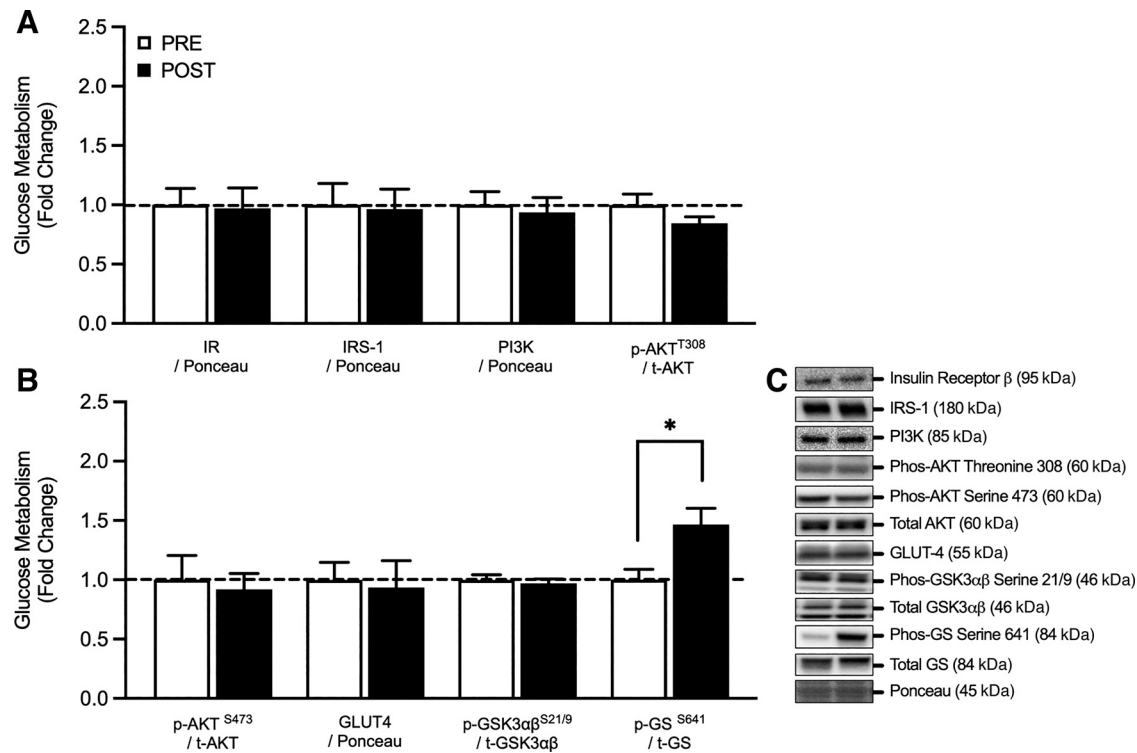 A
2.5
2.0
1.5
1.0
0.5
0.0
Glucose Metabolism
(Fold Change)
PRE
POST
IR
/ Ponceau
IRS-1
/ Ponceau
PI3K
/ Ponceau
p-AKTᵀ³⁰⁸
/ t-AKT
B
2.5
2.0
1.5
1.0
0.5
0.0
Glucose Metabolism
(Fold Change)
*
p-AKT S473
/ t-AKT
GLUT4
/ Ponceau
p-GSK3αβS21/9
/ t-GSK3αβ
p-GS S641
/ t-GS
C
Insulin Receptor β (95 kDa)
IRS-1 (180 kDa)
PI3K (85 kDa)
Phos-AKT Threonine 308 (60 kDa)
Phos-AKT Serine 473 (60 kDa)
Total AKT (60 kDa)
GLUT-4 (55 kDa)
Phos-GSK3αβ Serine 21/9 (46 kDa)
Total GSK3αβ (46 kDa)
Phos-GS Serine 641 (84 kDa)
Total GS (84 kDa)
Ponceau (45 kDa)